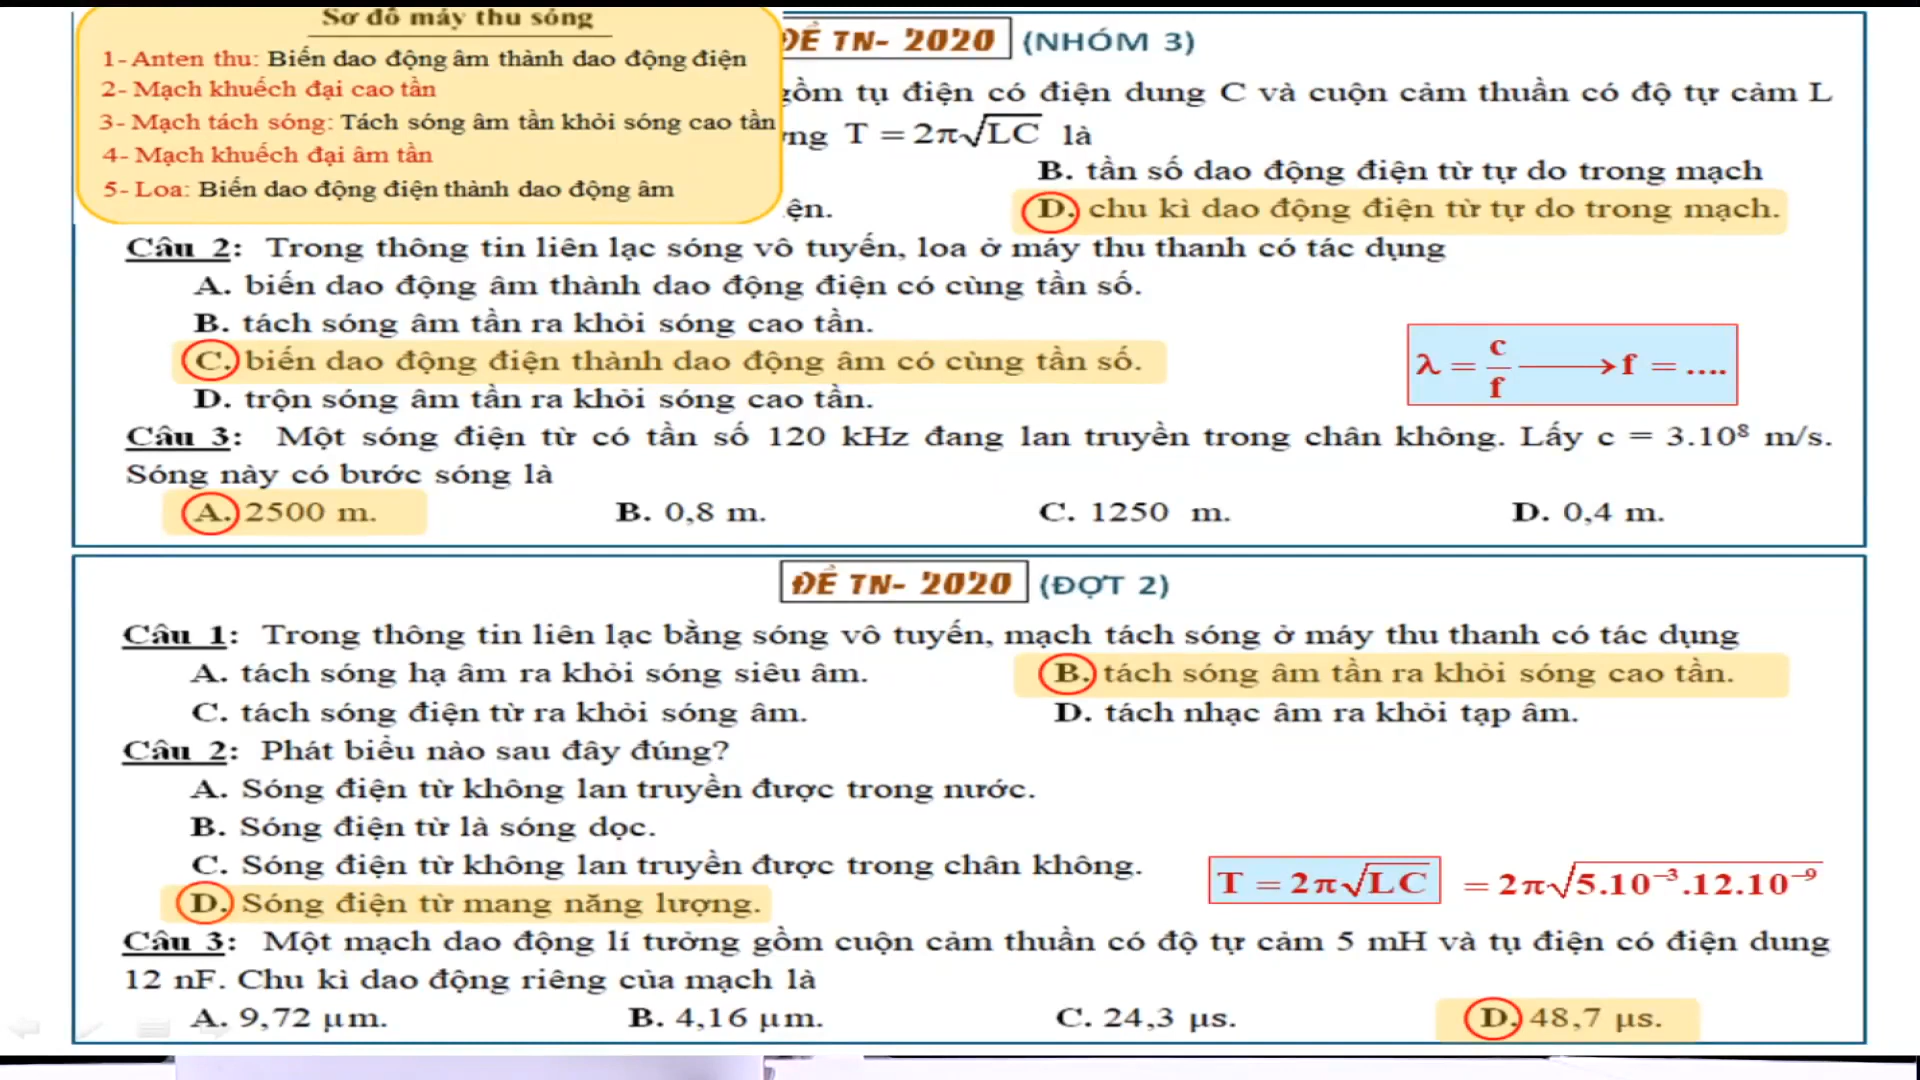 Sơ đồ máy thu sóng
1- Anten thu: Biến dao động âm thành dao động điện
2- Mạch khuếch đại cao tần
3- Mạch tách sóng: Tách sóng âm tần khỏi sóng cao tần
4- Mạch khuếch đại âm tần
5- Loa: Biến dao động điện thành dao động âm
ĐỀ TN- 2020 (NHÓM 3)
gồm tụ điện có điện dung C và cuộn cảm thuần có độ tự cảm L
T = 2π√LC là
B. tần số dao động điện từ tự do trong mạch
D. chu kì dao động điện từ tự do trong mạch.
Câu 2: Trong thông tin liên lạc sóng vô tuyến, loa ở máy thu thanh có tác dụng
A. biến dao động âm thành dao động điện có cùng tần số.
B. tách sóng âm tần ra khỏi sóng cao tần.
C. biến dao động điện thành dao động âm có cùng tần số.
λ = c/f ⟶ f = ....
D. trộn sóng âm tần ra khỏi sóng cao tần.
Câu 3: Một sóng điện từ có tần số 120 kHz đang lan truyền trong chân không. Lấy c = 3.10⁸ m/s.
Sóng này có bước sóng là
A. 2500 m. B. 0,8 m. C. 1250 m. D. 0,4 m.
ĐỀ TN- 2020 (ĐỢT 2)
Câu 1: Trong thông tin liên lạc bằng sóng vô tuyến, mạch tách sóng ở máy thu thanh có tác dụng
A. tách sóng hạ âm ra khỏi sóng siêu âm. B. tách sóng âm tần ra khỏi sóng cao tần.
C. tách sóng điện từ ra khỏi sóng âm. D. tách nhạc âm ra khỏi tạp âm.
Câu 2: Phát biểu nào sau đây đúng?
A. Sóng điện từ không lan truyền được trong nước.
B. Sóng điện từ là sóng dọc.
C. Sóng điện từ không lan truyền được trong chân không.
T = 2π√LC = 2π√5.10⁻³.12.10⁻⁹
D. Sóng điện từ mang năng lượng.
Câu 3: Một mạch dao động lí tưởng gồm cuộn cảm thuần có độ tự cảm 5 mH và tụ điện có điện dung
12 nF. Chu kì dao động riêng của mạch là
A. 9,72 μm. B. 4,16 μm. C. 24,3 μs. D. 48,7 μs.